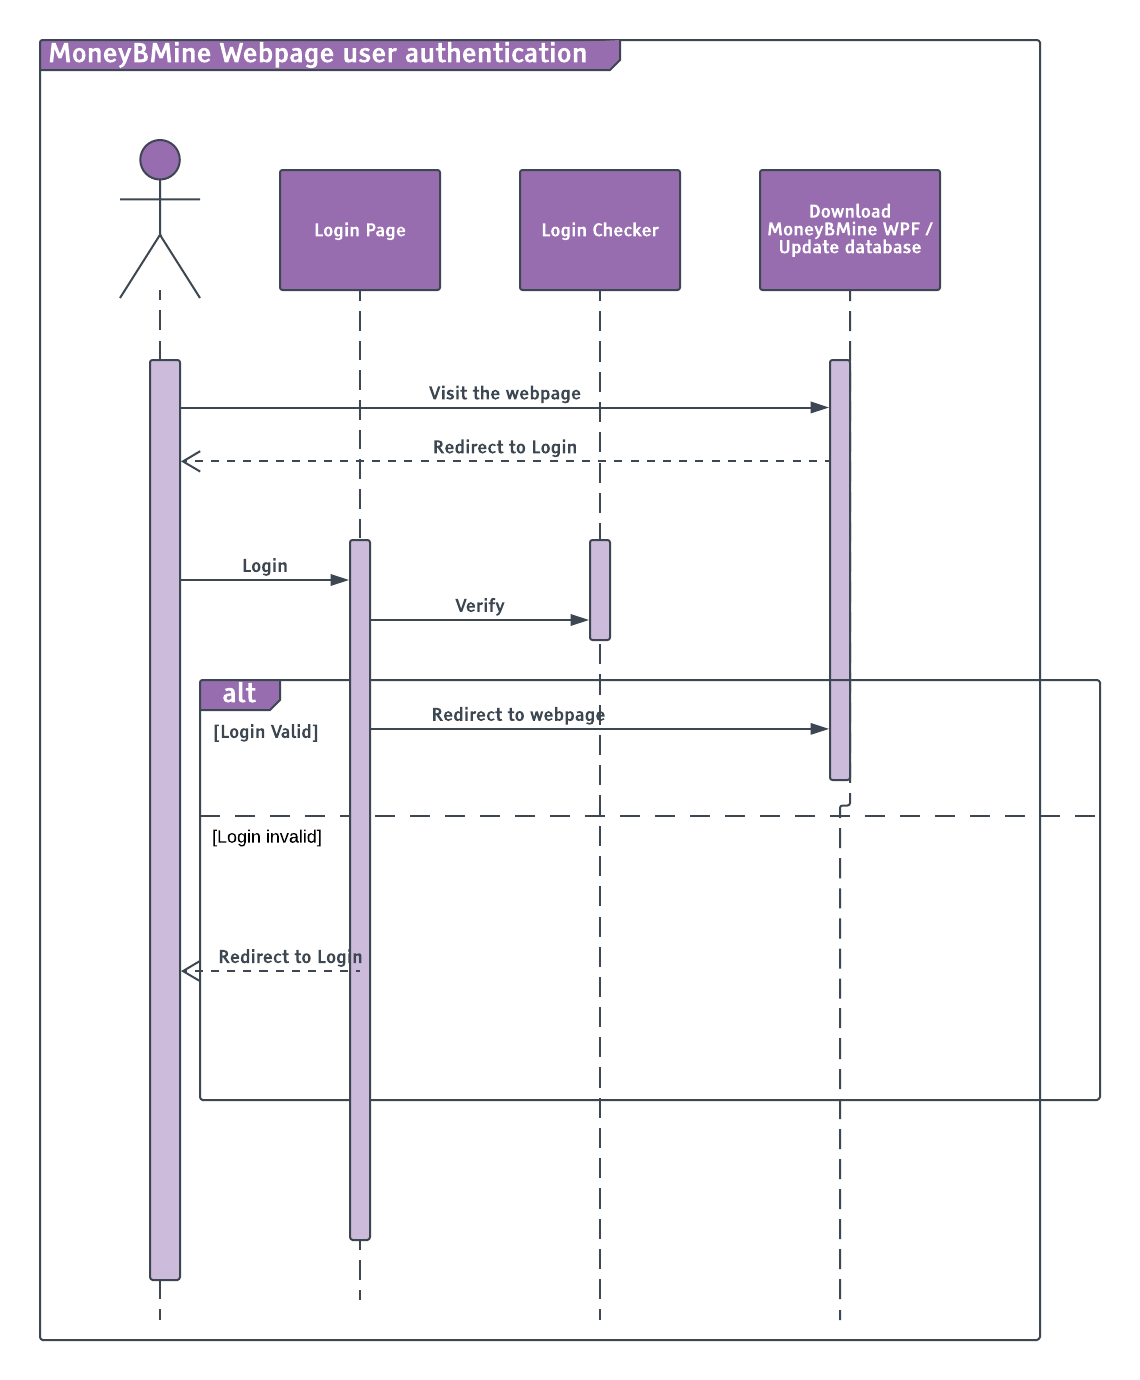 MoneyBMine Webpage user authentication
Login Page
Login Checker
Download
MoneyBMine WPF /
Update database
Visit the webpage
Redirect to Login
Login
Verify
alt
Redirect to webpage
[Login Valid]
[Login invalid]
Redirect to Login